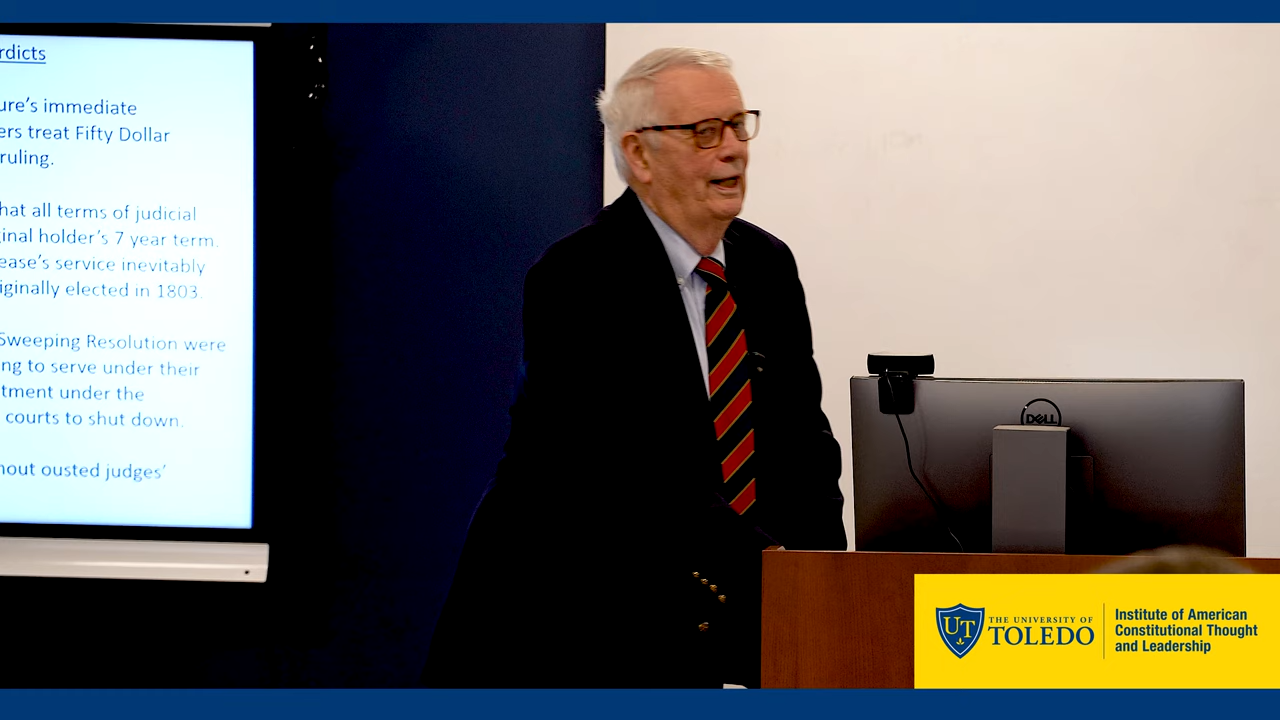 rdicts
ure's immediate
ers treat Fifty Dollar
ruling.
hat all terms of judicial
ginal holder's 7 year term.
ease's service inevitably
iginally elected in 1803.
Sweeping Resolution were
ng to serve under their
tment under the
courts to shut down.
hout ousted judges'
DELL
UT
THE UNIVERSITY OF
TOLEDO
Institute of American
Constitutional Thought
and Leadership